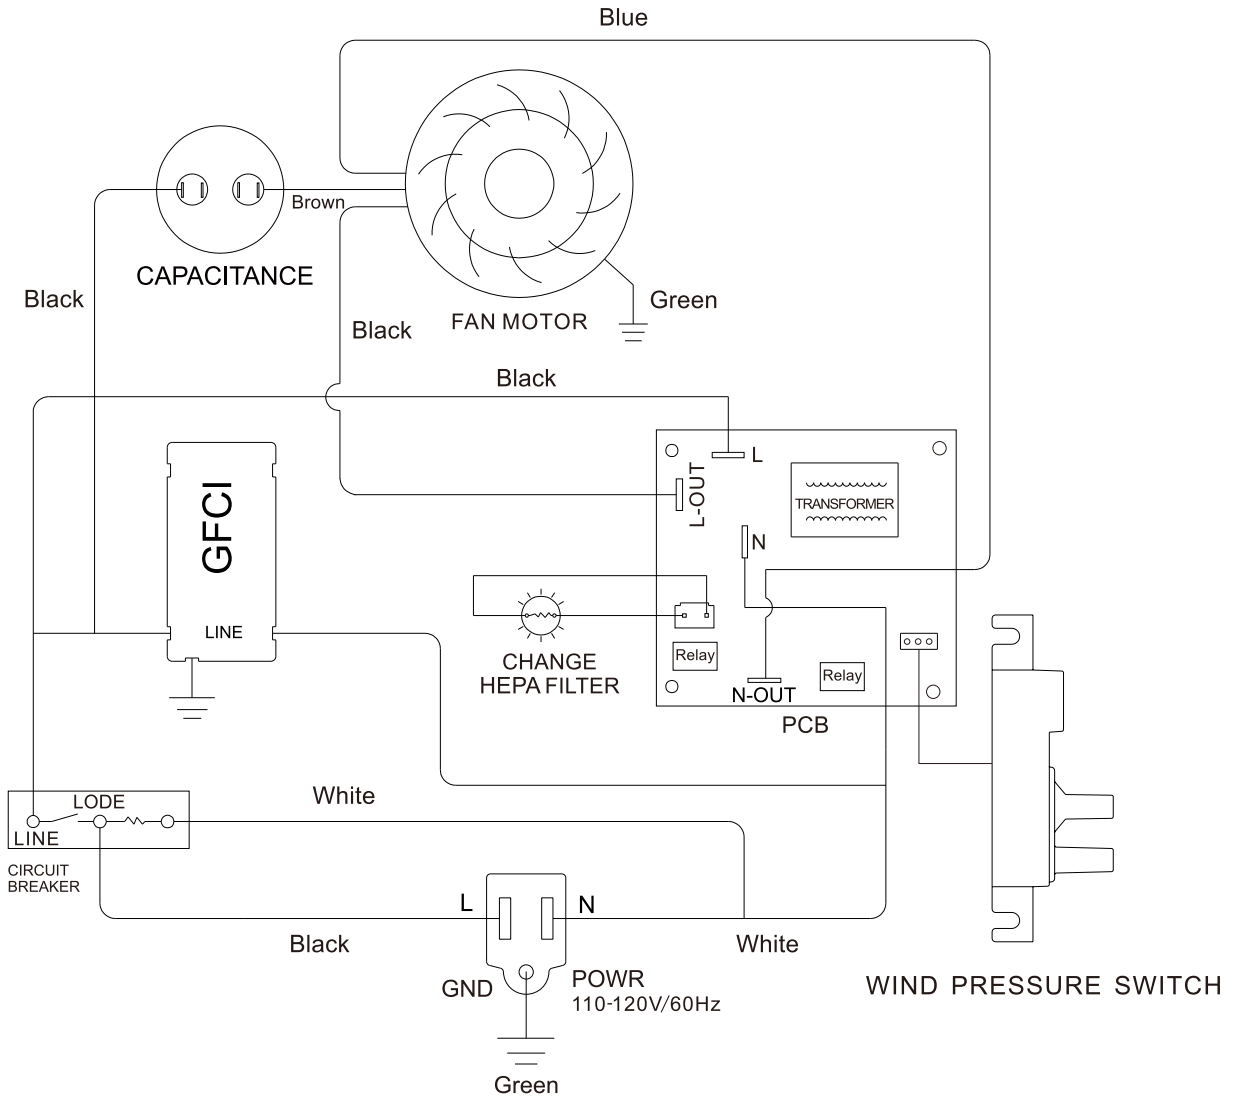 Blue
Brown
CAPACITANCE
Black
Green
FAN MOTOR
Black
Black
L
L-OUT
TRANSFORMER
GFCI
N
LINE
CHANGE
HEPA FILTER
Relay
Relay
N-OUT
PCB
White
LODE
LINE
CIRCUIT
BREAKER
L
N
Black
White
GND
POWR
110-120V/60Hz
WIND PRESSURE SWITCH
Green